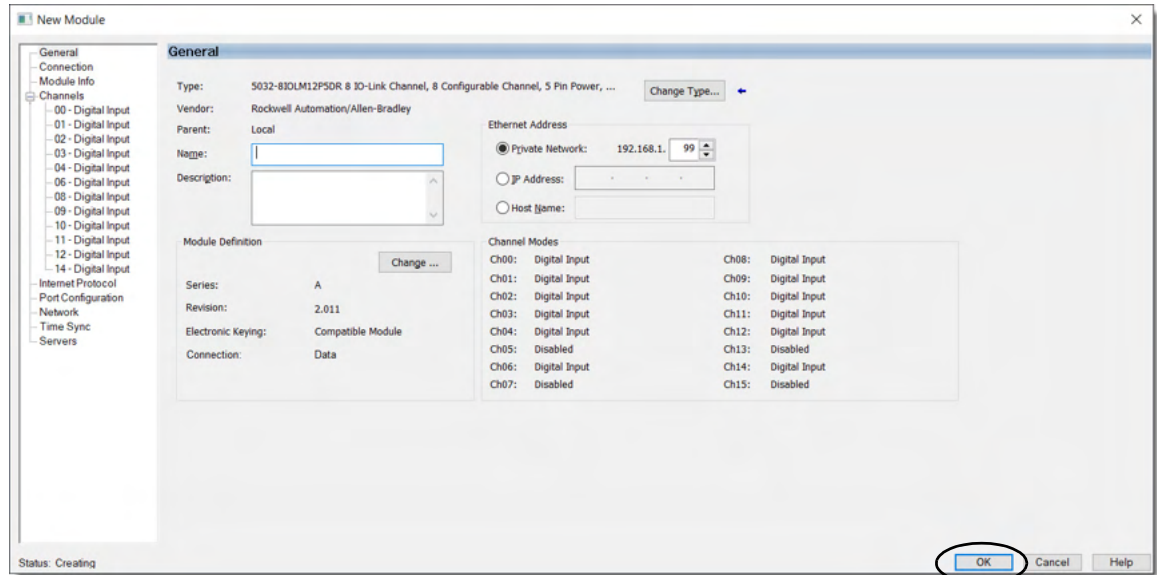 New Module
General
Connection
Module Info
Channels
00 - Digital Input
01 - Digital Input
02 - Digital Input
03 - Digital Input
04 - Digital Input
06 - Digital Input
08 - Digital Input
09 - Digital Input
10 - Digital Input
11 - Digital Input
12 - Digital Input
14 - Digital Input
Internet Protocol
Port Configuration
Network
Time Sync
Servers
General
Type: 5032-8IOLM12P5DR 8 IO-Link Channel, 8 Configurable Channel, 5 Pin Power, ... Change Type...
Vendor: Rockwell Automation/Allen-Bradley
Parent: Local
Name:
Description:
Ethernet Address
Private Network: 192.168.1. 99
IP Address: . . .
Host Name:
Module Definition
Change ...
Series: A
Revision: 2.011
Electronic Keying: Compatible Module
Connection: Data
Channel Modes
Ch00: Digital Input Ch08: Digital Input
Ch01: Digital Input Ch09: Digital Input
Ch02: Digital Input Ch10: Digital Input
Ch03: Digital Input Ch11: Digital Input
Ch04: Digital Input Ch12: Digital Input
Ch05: Disabled Ch13: Disabled
Ch06: Digital Input Ch14: Digital Input
Ch07: Disabled Ch15: Disabled
Status: Creating
OK Cancel Help